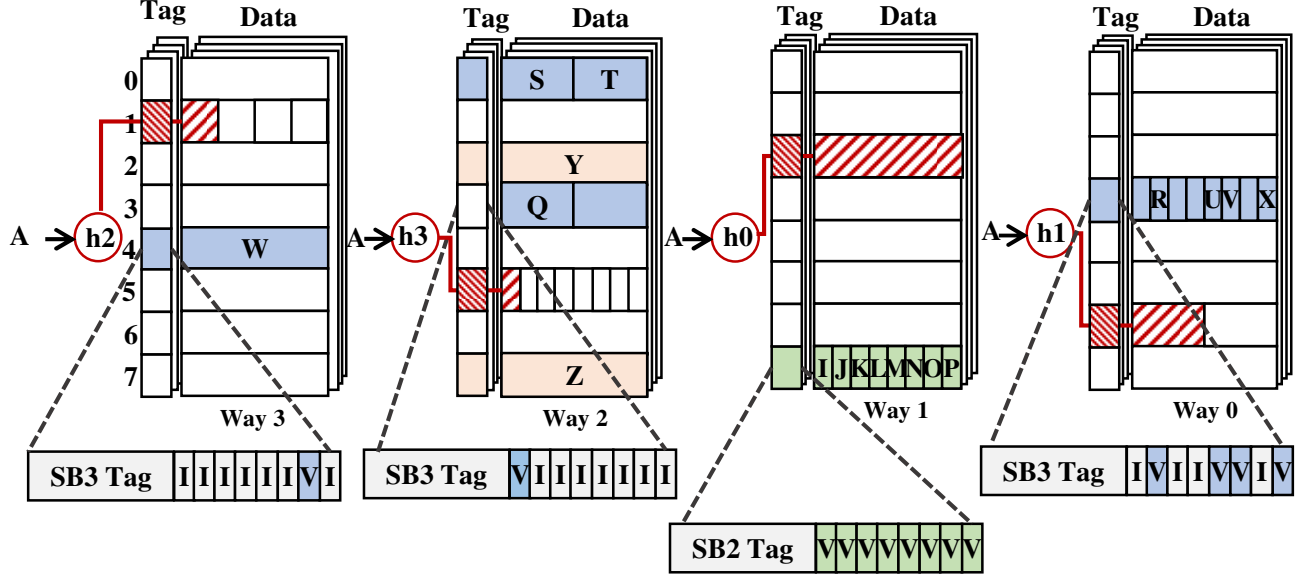 Tag Data
Tag Data
Tag Data
Tag Data
0
1
2
3
4
5
6
7
S T
Y
Q
R U V X
A h2
W
A h3
A h0
A h1
Z
I J K L M N O P
Way 3
Way 2
Way 1
Way 0
SB3 Tag I I I I I I V I
SB3 Tag V I I I I I I I
SB3 Tag I V I I V V I V
SB2 Tag V V V V V V V V